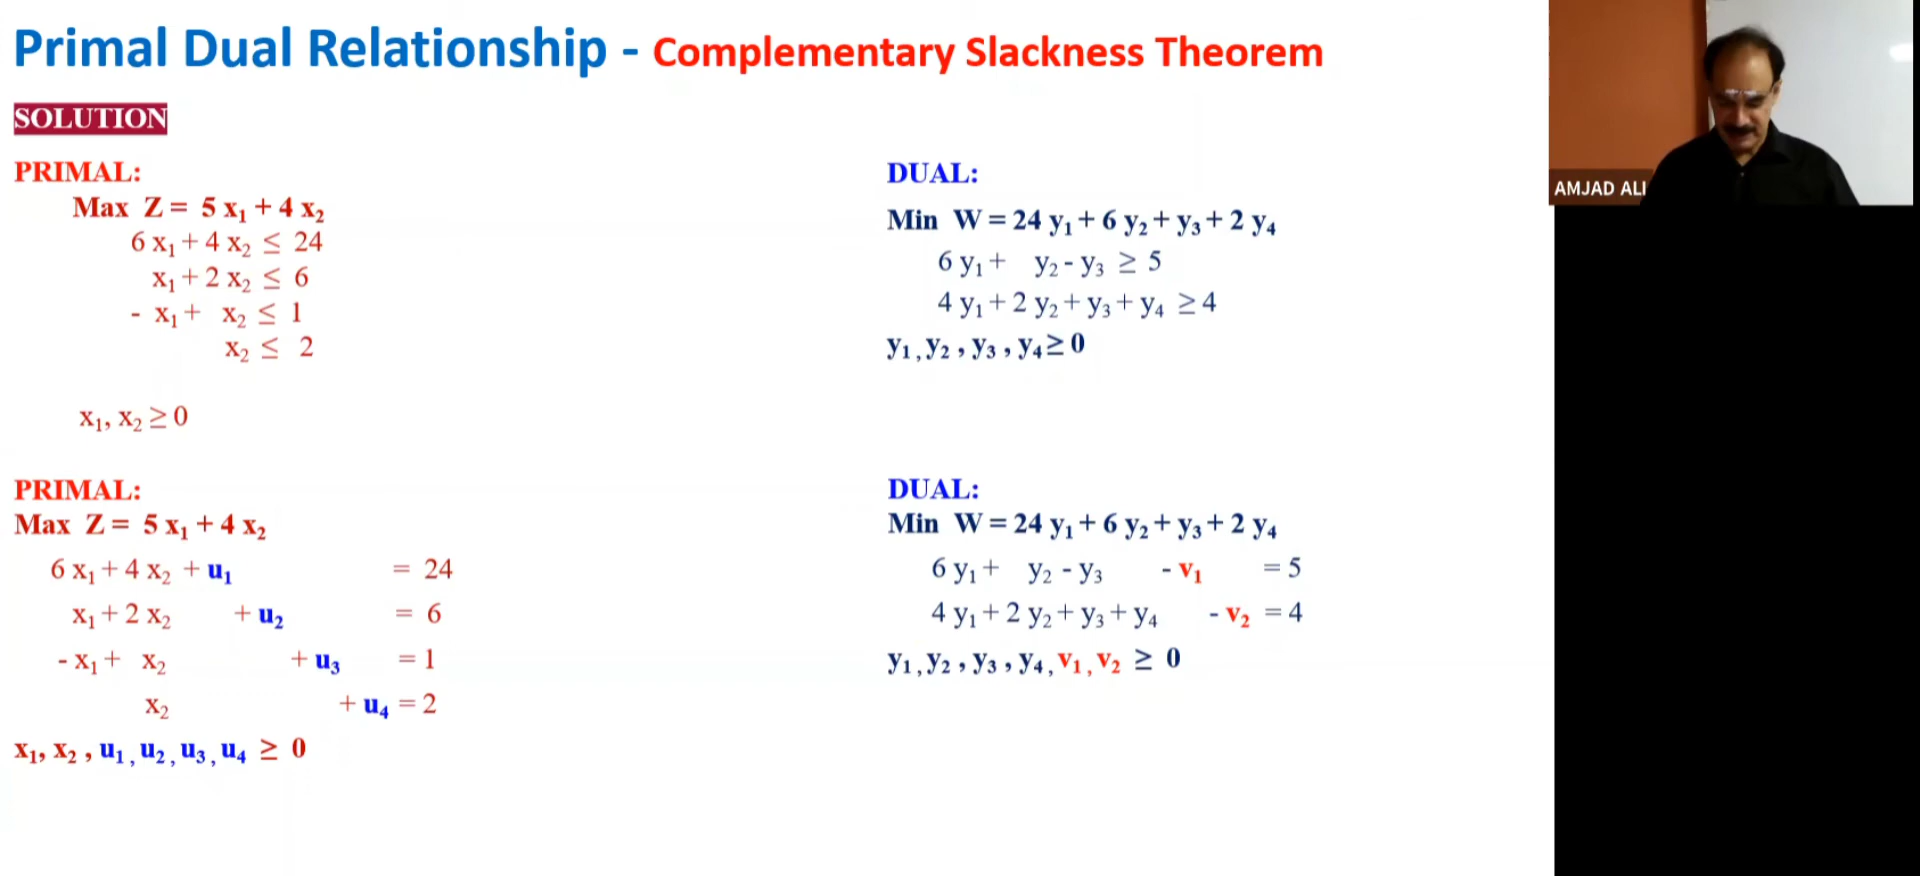 Primal Dual Relationship - Complementary Slackness Theorem
SOLUTION
PRIMAL:
Max Z = 5 x₁ + 4 x₂
6 x₁ + 4 x₂ ≤ 24
x₁ + 2 x₂ ≤ 6
- x₁ + x₂ ≤ 1
x₂ ≤ 2
x₁, x₂ ≥ 0
DUAL:
Min W = 24 y₁ + 6 y₂ + y₃ + 2 y₄
6 y₁ + y₂ - y₃ ≥ 5
4 y₁ + 2 y₂ + y₃ + y₄ ≥ 4
y₁ , y₂ , y₃ , y₄ ≥ 0
PRIMAL:
Max Z = 5 x₁ + 4 x₂
6 x₁ + 4 x₂ + u₁ = 24
x₁ + 2 x₂ + u₂ = 6
- x₁ + x₂ + u₃ = 1
x₂ + u₄ = 2
x₁, x₂ , u₁ , u₂ , u₃ , u₄ ≥ 0
DUAL:
Min W = 24 y₁ + 6 y₂ + y₃ + 2 y₄
6 y₁ + y₂ - y₃ - v₁ = 5
4 y₁ + 2 y₂ + y₃ + y₄ - v₂ = 4
y₁ , y₂ , y₃ , y₄ , v₁ , v₂ ≥ 0
AMJAD ALI